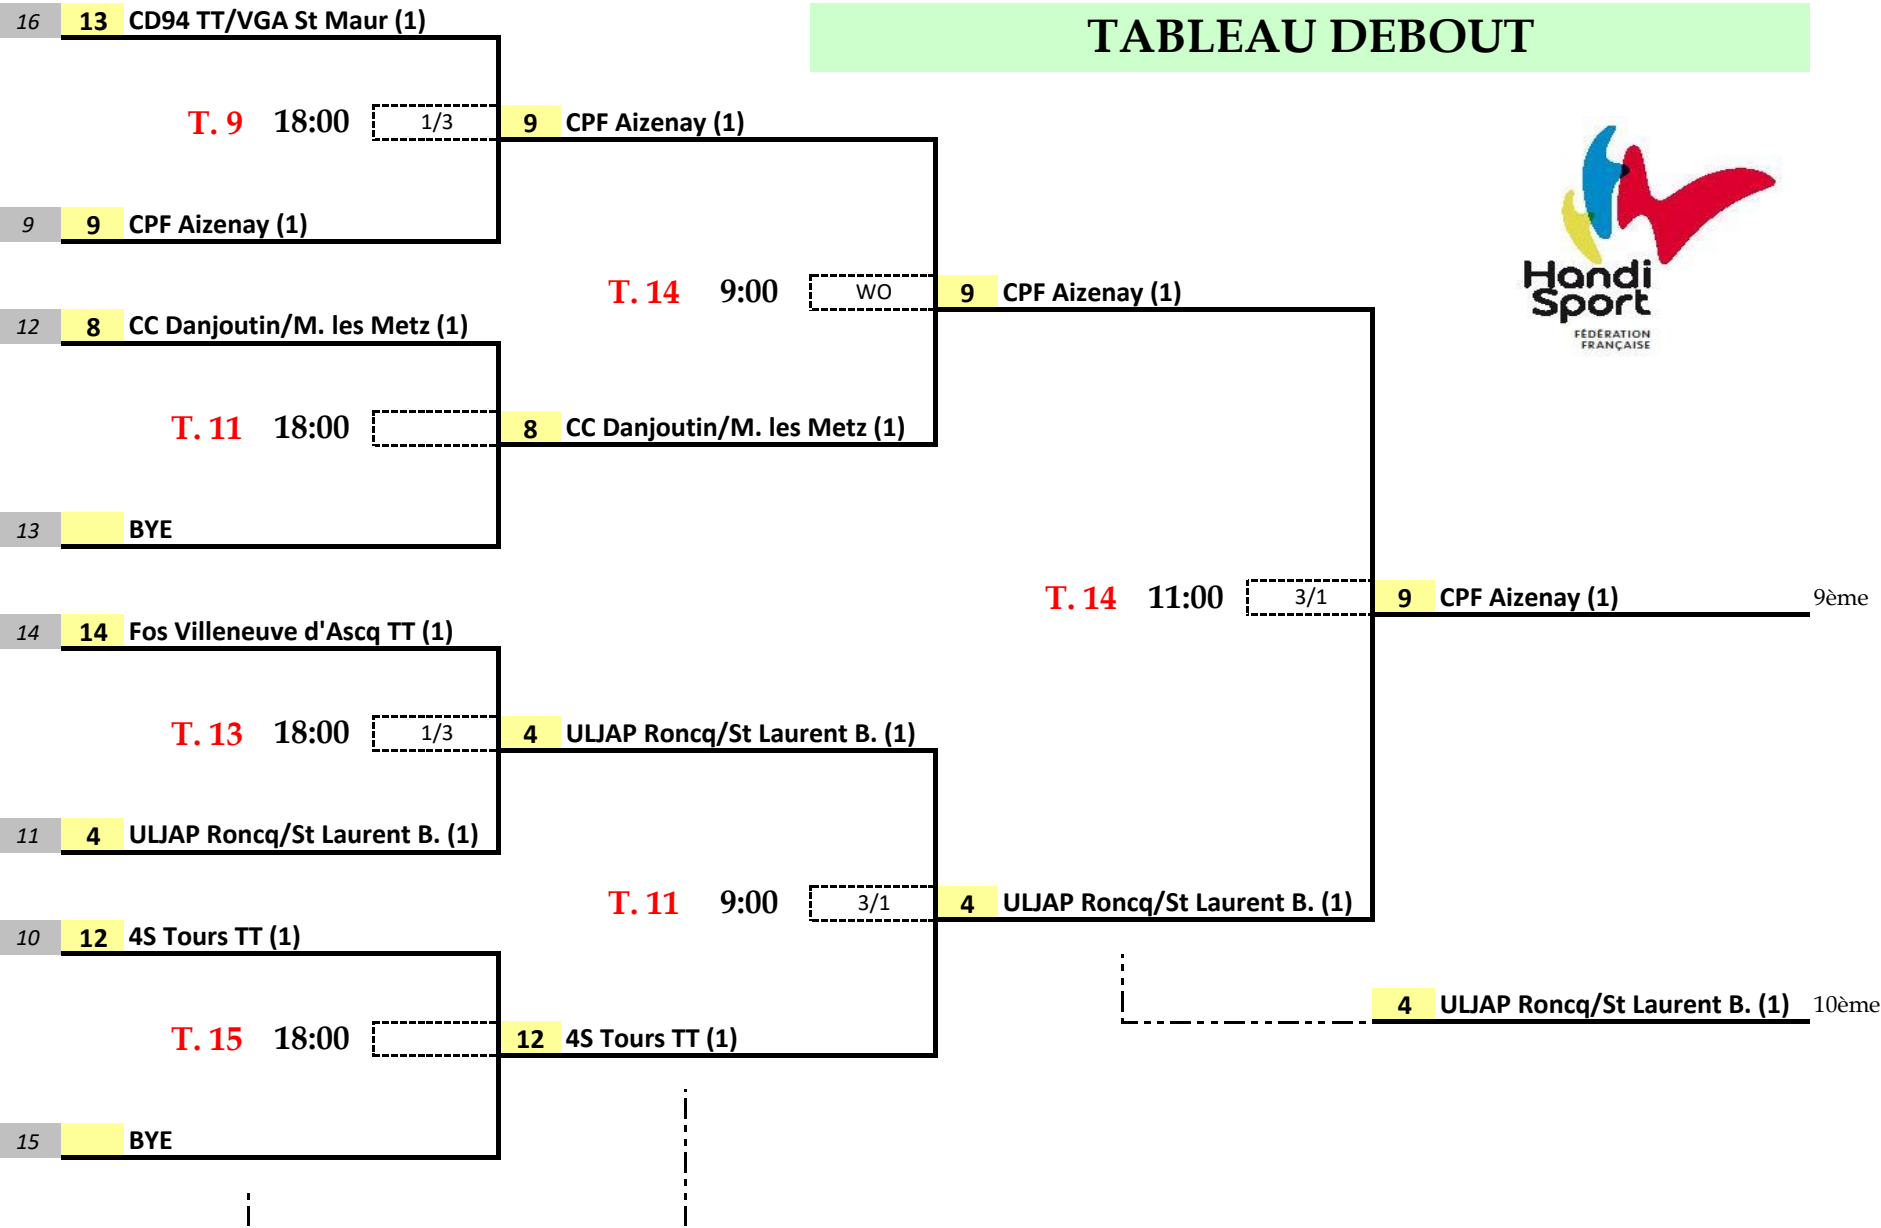 16 13 CD94 TT/VGA St Maur (1)
TABLEAU DEBOUT
T. 9 18:00 1/3 9 CPF Aizenay (1)
9 9 CPF Aizenay (1)
T. 14 9:00 WO 9 CPF Aizenay (1)
12 8 CC Danjoutin/M. les Metz (1)
Handi
Sport
FÉDÉRATION
FRANÇAISE
T. 11 18:00 8 CC Danjoutin/M. les Metz (1)
13 BYE
T. 14 11:00 3/1 9 CPF Aizenay (1) 9ème
14 14 Fos Villeneuve d'Ascq TT (1)
T. 13 18:00 1/3 4 ULJAP Roncq/St Laurent B. (1)
11 4 ULJAP Roncq/St Laurent B. (1)
T. 11 9:00 3/1 4 ULJAP Roncq/St Laurent B. (1)
10 12 4S Tours TT (1)
4 ULJAP Roncq/St Laurent B. (1) 10ème
T. 15 18:00 12 4S Tours TT (1)
15 BYE